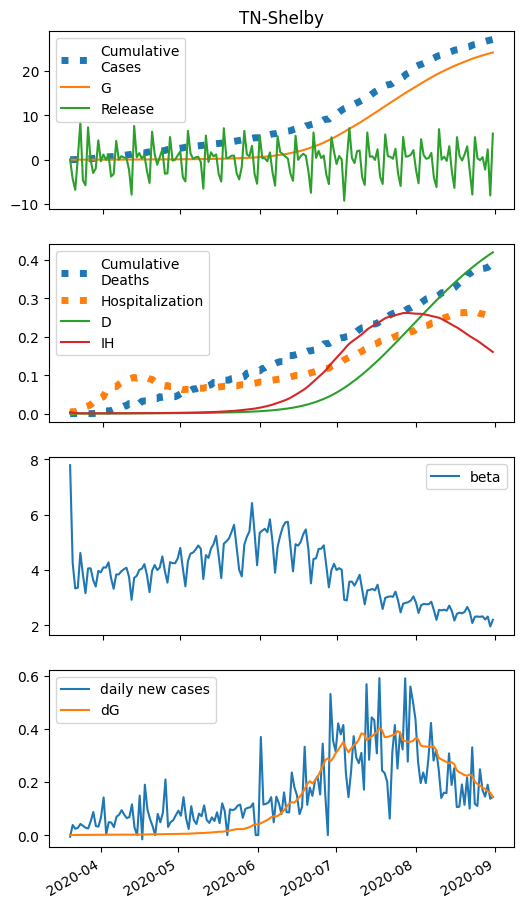 TN-Shelby
Cumulative
Cases
G
Release
20
10
0
−10
Cumulative
Deaths
Hospitalization
D
IH
0.4
0.3
0.2
0.1
0.0
beta
8
6
4
2
daily new cases
dG
0.6
0.4
0.2
0.0
2020-04
2020-05
2020-06
2020-07
2020-08
2020-09